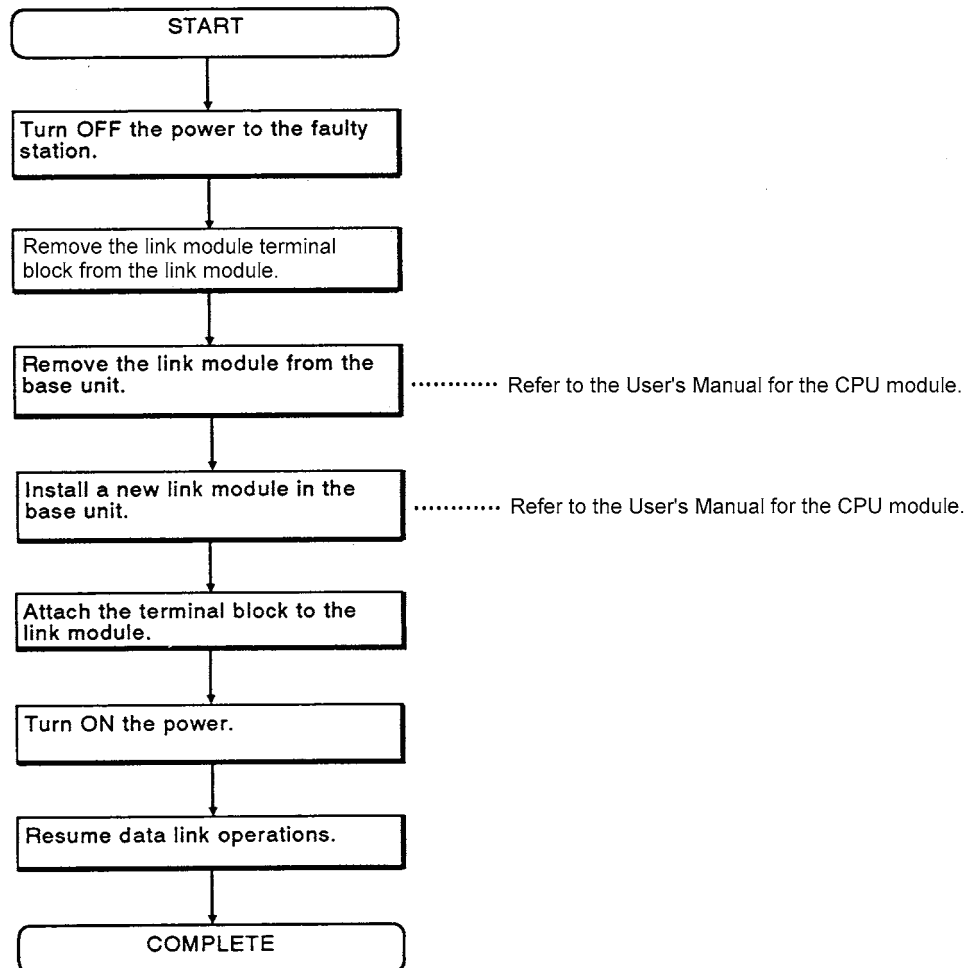 START
Turn OFF the power to the faulty
station.
Remove the link module terminal
block from the link module.
Remove the link module from the
base unit.
............ Refer to the User's Manual for the CPU module.
Install a new link module in the
base unit.
............ Refer to the User's Manual for the CPU module.
Attach the terminal block to the
link module.
Turn ON the power.
Resume data link operations.
COMPLETE